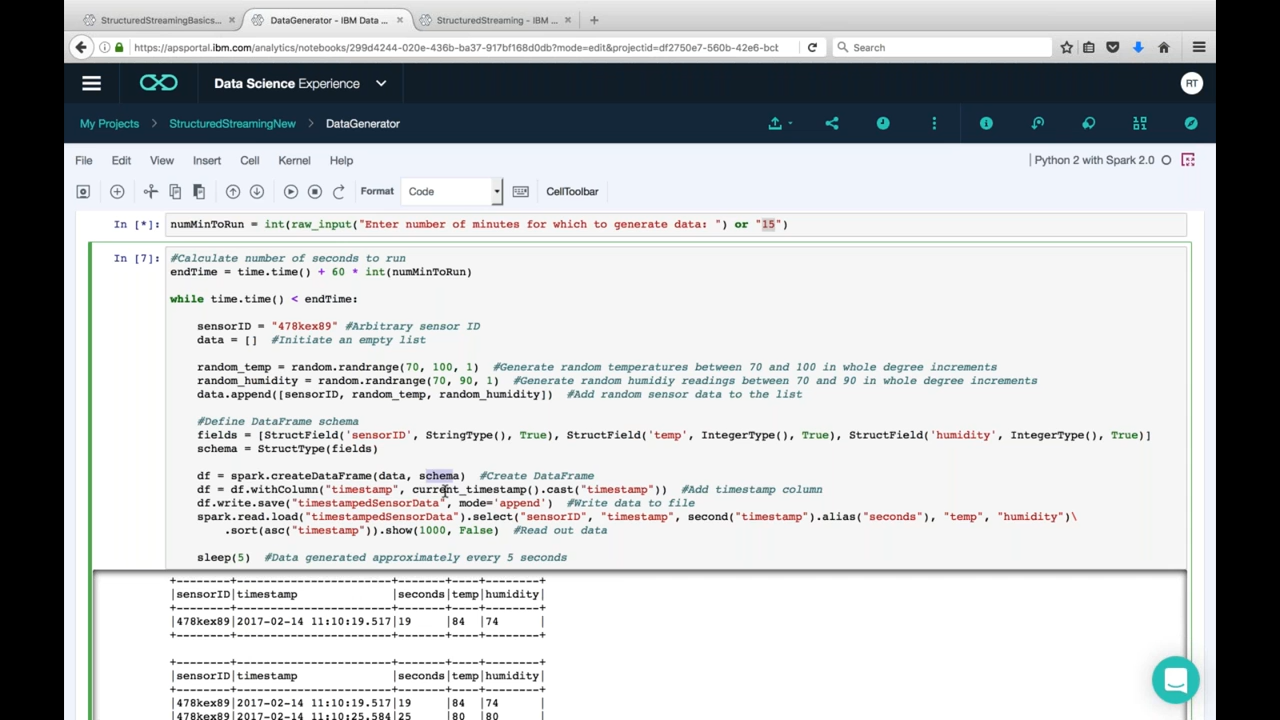 StructuredStreamingBasics... × DataGenerator - IBM Data ... × StructuredStreaming - IBM ... × +
https://apsportal.ibm.com/analytics/notebooks/299d4244-020e-436b-ba37-917bf168d0db?mode=edit&projectid=df2750e7-560b-42e6-bcb Search
Data Science Experience RT
My Projects > StructuredStreamingNew > DataGenerator
File Edit View Insert Cell Kernel Help | Python 2 with Spark 2.0
Format Code CellToolbar
In [*]: numMinToRun = int(raw_input("Enter number of minutes for which to generate data: ") or "15")
In [7]: #Calculate number of seconds to run
endTime = time.time() + 60 * int(numMinToRun)
while time.time() < endTime:
sensorID = "478kex89" #Arbitrary sensor ID
data = [] #Initiate an empty list
random_temp = random.randrange(70, 100, 1) #Generate random temperatures between 70 and 100 in whole degree increments
random_humidity = random.randrange(70, 90, 1) #Generate random humidiy readings between 70 and 90 in whole degree increments
data.append([sensorID, random_temp, random_humidity]) #Add random sensor data to the list
#Define DataFrame schema
fields = [StructField('sensorID', StringType(), True), StructField('temp', IntegerType(), True), StructField('humidity', IntegerType(), True)]
schema = StructType(fields)
df = spark.createDataFrame(data, schema) #Create DataFrame
df = df.withColumn("timestamp", current_timestamp().cast("timestamp")) #Add timestamp column
df.write.save("timestampedSensorData", mode='append') #Write data to file
spark.read.load("timestampedSensorData").select("sensorID", "timestamp", second("timestamp").alias("seconds"), "temp", "humidity")\
.sort(asc("timestamp")).show(1000, False) #Read out data
sleep(5) #Data generated approximately every 5 seconds
+--------+-----------------------+-------+----+--------+
|sensorID|timestamp |seconds|temp|humidity|
+--------+-----------------------+-------+----+--------+
|478kex89|2017-02-14 11:10:19.517|19 |84 |74 |
+--------+-----------------------+-------+----+--------+
+--------+-----------------------+-------+----+--------+
|sensorID|timestamp |seconds|temp|humidity|
+--------+-----------------------+-------+----+--------+
|478kex89|2017-02-14 11:10:19.517|19 |84 |74 |
|478kex89|2017-02-14 11:10:25.584|25 |80 |80